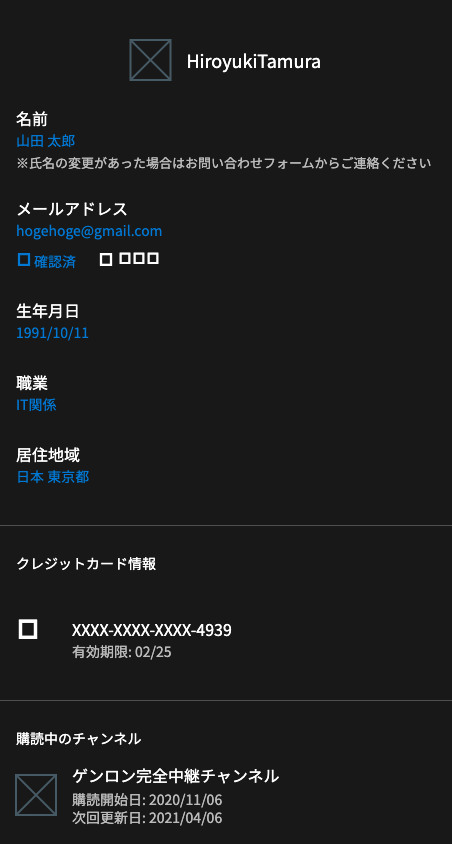 HiroyukiTamura
名前
山田 太郎
※氏名の変更があった場合はお問い合わせフォームからご連絡ください
メールアドレス
hogehoge@gmail.com
確認済
生年月日
1991/10/11
職業
IT関係
居住地域
日本 東京都
クレジットカード情報
XXXX-XXXX-XXXX-4939
有効期限: 02/25
購読中のチャンネル
ゲンロン完全中継チャンネル
購読開始日: 2020/11/06
次回更新日: 2021/04/06